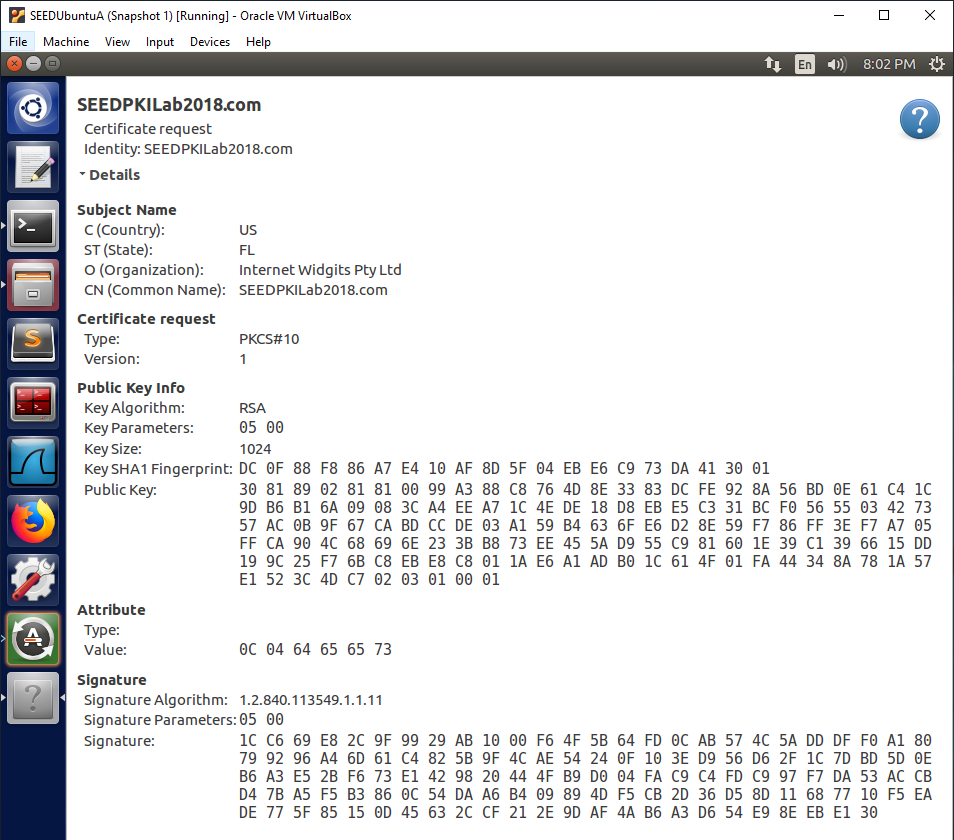 SEEDUbuntuA (Snapshot 1) [Running] - Oracle VM VirtualBox
File Machine View Input Devices Help
En 8:02 PM
SEEDPKILab2018.com
Certificate request
Identity: SEEDPKILab2018.com
Details
Subject Name
C (Country): US
ST (State): FL
O (Organization): Internet Widgits Pty Ltd
CN (Common Name): SEEDPKILab2018.com
Certificate request
Type: PKCS#10
Version: 1
Public Key Info
Key Algorithm: RSA
Key Parameters: 05 00
Key Size: 1024
Key SHA1 Fingerprint: DC 0F 88 F8 86 A7 E4 10 AF 8D 5F 04 EB E6 C9 73 DA 41 30 01
Public Key: 30 81 89 02 81 81 00 99 A3 88 C8 76 4D 8E 33 83 DC FE 92 8A 56 BD 0E 61 C4 1C
9D B6 B1 6A 09 08 3C A4 EE A7 1C 4E DE 18 D8 EB E5 C3 31 BC F0 56 55 03 42 73
57 AC 0B 9F 67 CA BD CC DE 03 A1 59 B4 63 6F E6 D2 8E 59 F7 86 FF 3E F7 A7 05
FF CA 90 4C 68 69 6E 23 3B B8 73 EE 45 5A D9 55 C9 81 60 1E 39 C1 39 66 15 DD
19 9C 25 F7 6B C8 EB E8 C8 01 1A E6 A1 AD B0 1C 61 4F 01 FA 44 34 8A 78 1A 57
E1 52 3C 4D C7 02 03 01 00 01
Attribute
Type:
Value: 0C 04 64 65 65 73
Signature
Signature Algorithm: 1.2.840.113549.1.1.11
Signature Parameters: 05 00
Signature: 1C C6 69 E8 2C 9F 99 29 AB 10 00 F6 4F 5B 64 FD 0C AB 57 4C 5A DD DF F0 A1 80
79 92 96 A4 6D 61 C4 82 5B 9F 4C AE 54 24 0F 10 3E D9 56 D6 2F 1C 7D BD 5D 0E
B6 A3 E5 2B F6 73 E1 42 98 20 44 4F B9 D0 04 FA C9 C4 FD C9 97 F7 DA 53 AC CB
D4 7B A5 F5 B3 86 0C 54 DA A6 B4 09 89 4D F5 CB 2D 36 D5 8D 11 68 77 10 F5 EA
DE 77 5F 85 15 0D 45 63 2C CF 21 2E 9D AF 4A B6 A3 D6 54 E9 8E EB E1 30